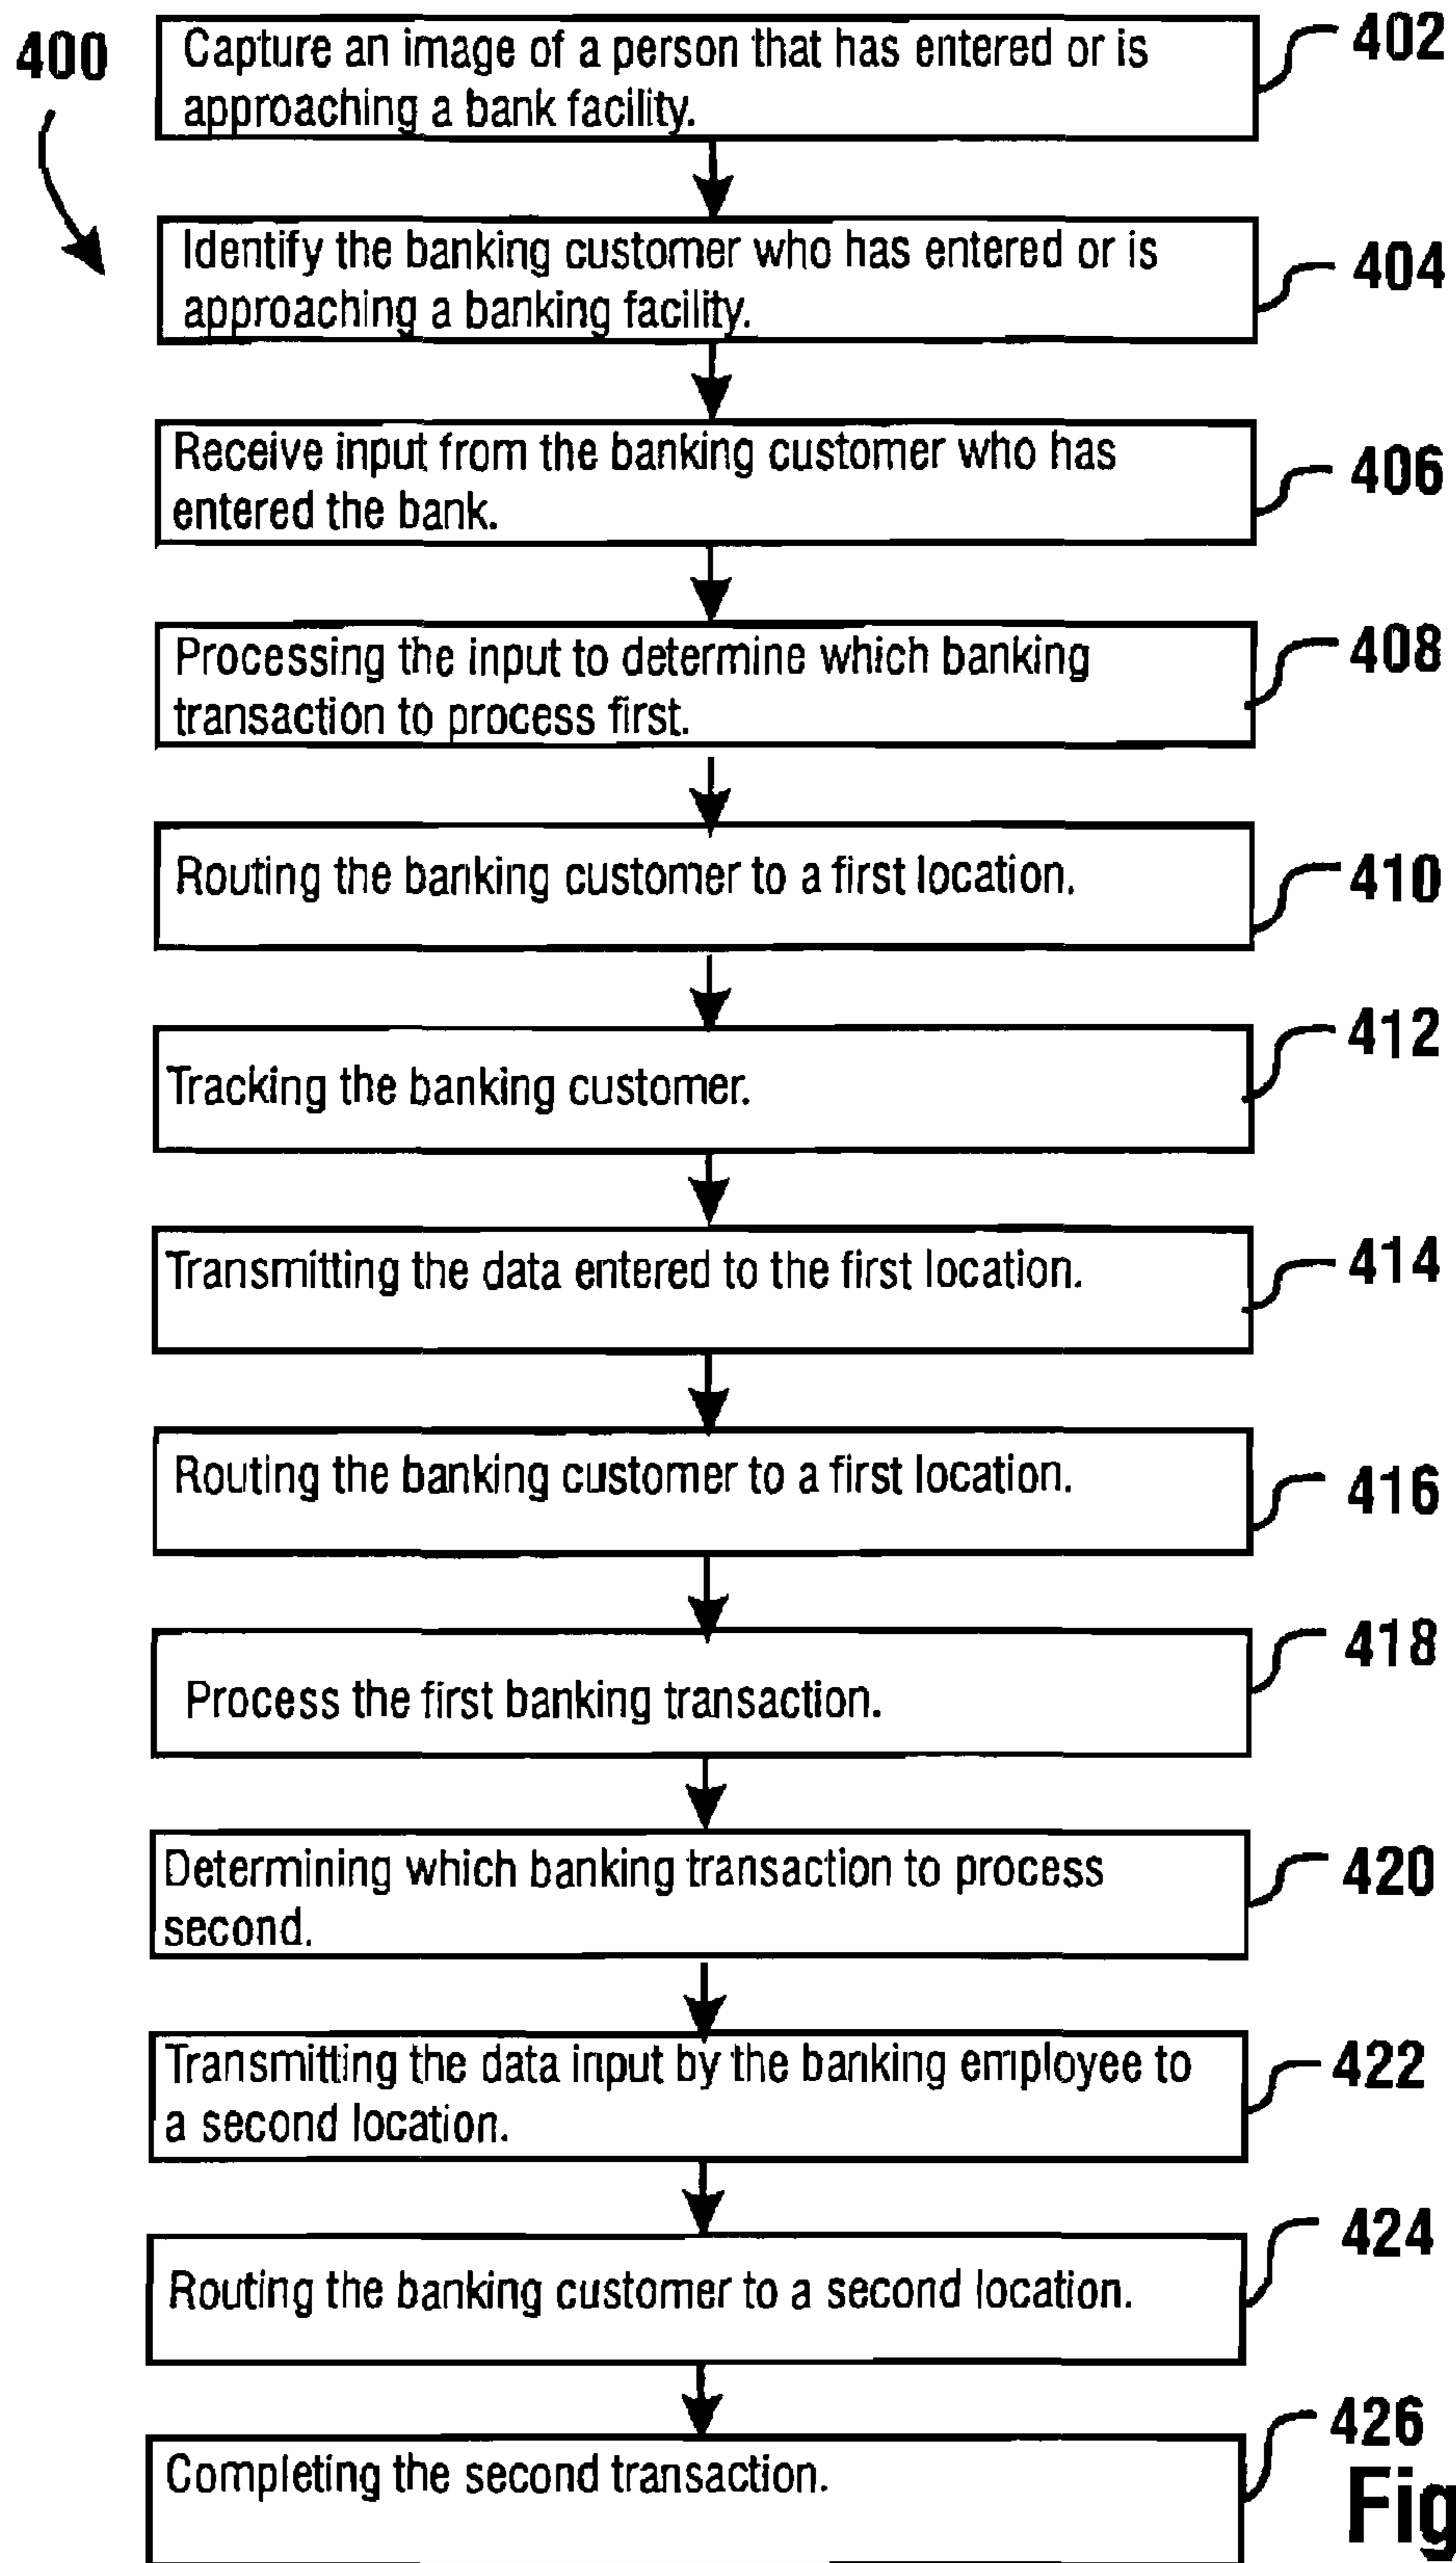 400
Capture an image of a person that has entered or is
approaching a bank facility.
402
Identify the banking customer who has entered or is
approaching a banking facility.
404
Receive input from the banking customer who has
entered the bank.
406
Processing the input to determine which banking
transaction to process first.
408
Routing the banking customer to a first location.
410
Tracking the banking customer.
412
Transmitting the data entered to the first location.
414
Routing the banking customer to a first location.
416
Process the first banking transaction.
418
Determining which banking transaction to process
second.
420
Transmitting the data input by the banking employee to
a second location.
422
Routing the banking customer to a second location.
424
Completing the second transaction.
426
Fig